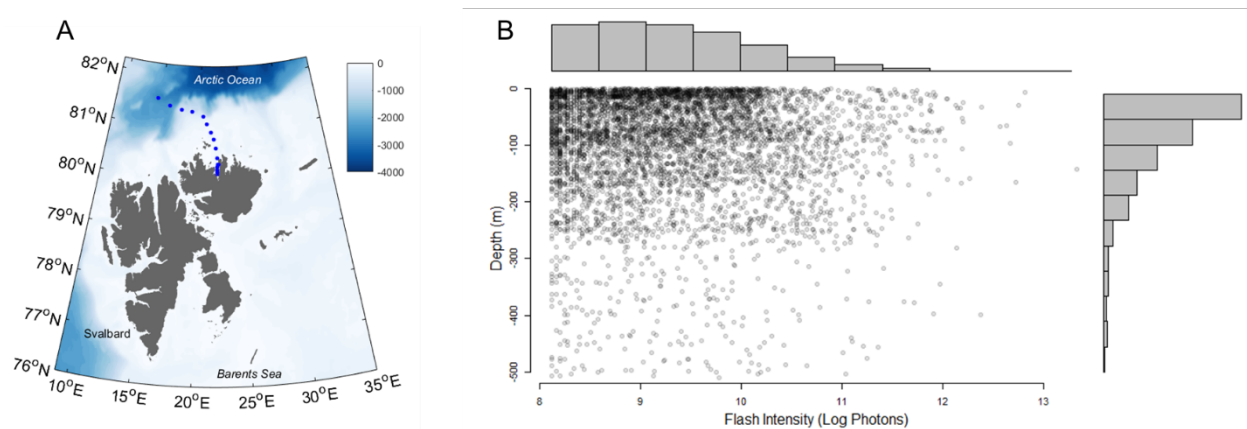 A
82°N
81°N
80°N
79°N
78°N
77°N
76°N
10°E
15°E
20°E
25°E
30°E
35°E
Arctic Ocean
Svalbard
Barents Sea
0
-1000
-2000
-3000
-4000
B
Depth (m)
0
-100
-200
-300
-400
-500
8
9
10
11
12
13
Flash Intensity (Log Photons)